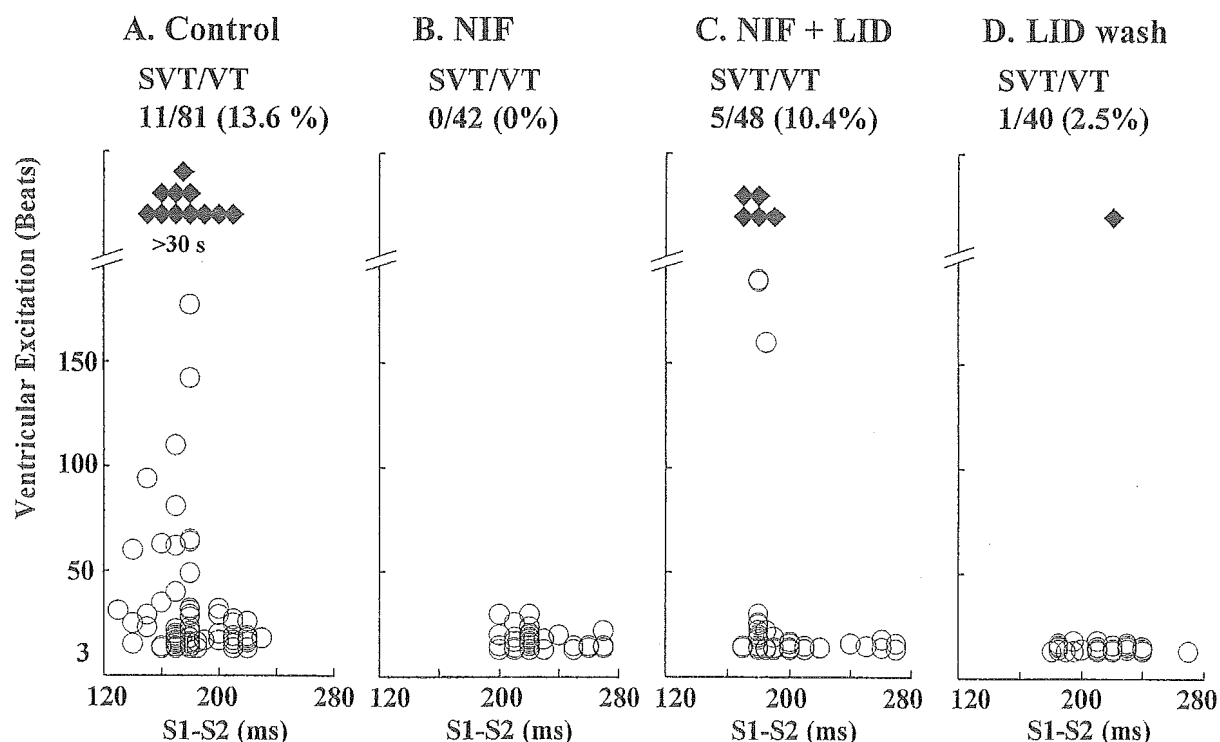 A. Control B. NIF C. NIF + LID D. LID wash
SVT/VT SVT/VT SVT/VT SVT/VT
11/81 (13.6 %) 0/42 (0%) 5/48 (10.4%) 1/40 (2.5%)
Ventricular Excitation (Beats)
>30 s
150
100
50
3
120 200 280 120 200 280 120 200 280 120 200 280
S1-S2 (ms) S1-S2 (ms) S1-S2 (ms) S1-S2 (ms)